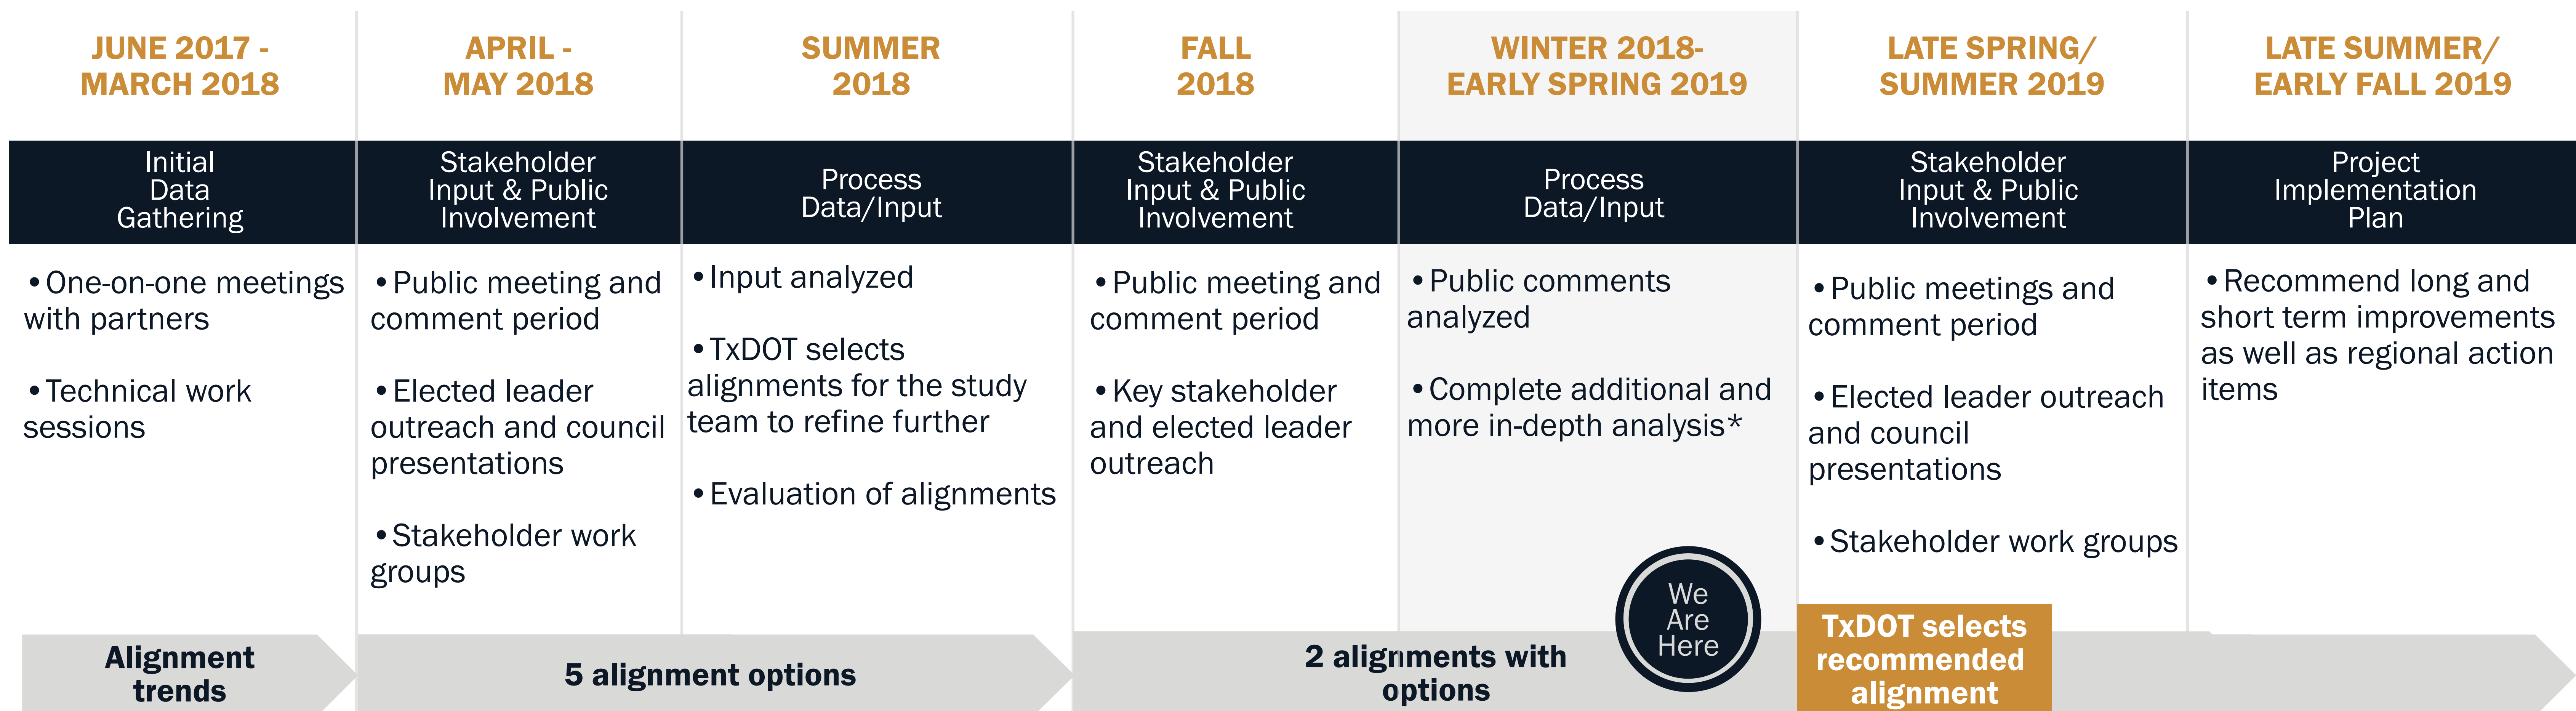 JUNE 2017 -
MARCH 2018
APRIL -
MAY 2018
SUMMER
2018
FALL
2018
WINTER 2018-
EARLY SPRING 2019
LATE SPRING/
SUMMER 2019
LATE SUMMER/
EARLY FALL 2019
Initial
Data
Gathering
Stakeholder
Input & Public
Involvement
Process
Data/Input
Stakeholder
Input & Public
Involvement
Process
Data/Input
Stakeholder
Input & Public
Involvement
Project
Implementation
Plan
•One-on-one meetings
with partners
•Technical work
sessions
•Public meeting and
comment period
•Elected leader
outreach and council
presentations
•Stakeholder work
groups
•Input analyzed
•TxDOT selects
alignments for the study
team to refine further
•Evaluation of alignments
•Public meeting and
comment period
•Key stakeholder
and elected leader
outreach
•Public comments
analyzed
•Complete additional and
more in-depth analysis*
•Public meetings and
comment period
•Elected leader outreach
and council
presentations
•Stakeholder work groups
•Recommend long and
short term improvements
as well as regional action
items
Alignment
trends
5 alignment options
2 alignments with
options
We
Are
Here
TxDOT selects
recommended
alignment